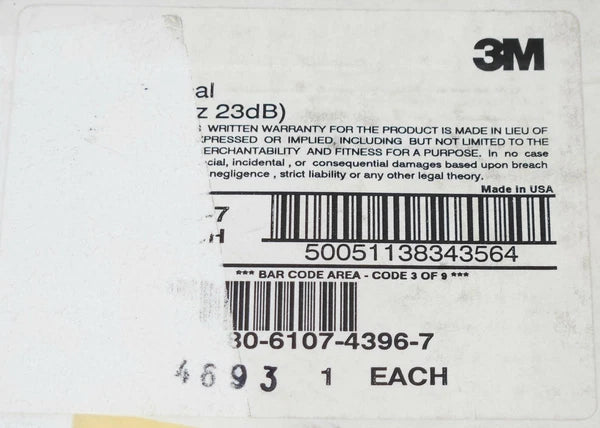 3M
al
z 23dB)
WRITTEN WARRANTY FOR THE PRODUCT IS MADE IN LIEU OF
PRESSED OR IMPLIED, INCLUDING BUT NOT LIMITED TO THE
ERCHANTABILITY AND FITNESS FOR A PURPOSE. In no case
cial, incidental , or consequential damages based upon breach
negligence , strict liability or any other legal theory.
Made in USA
-7
H
50051138343564
*** BAR CODE AREA - CODE 3 OF 9 ***
80-6107-4396-7
4693 1 EACH